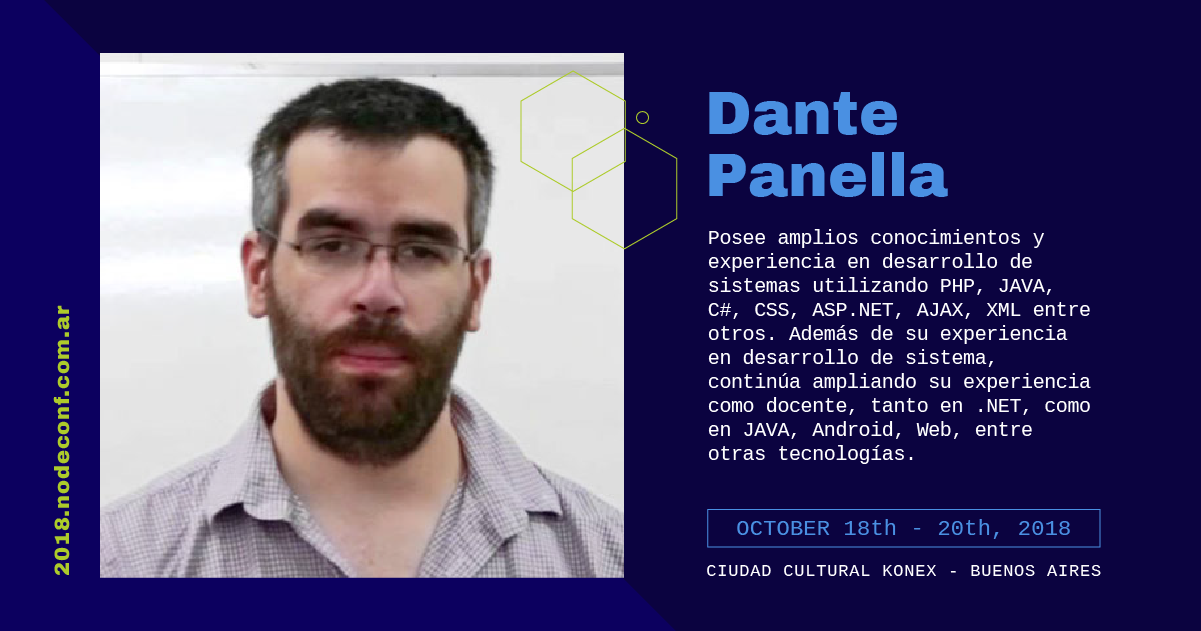 2018.nodeconf.com.ar
Dante
Panella
Posee amplios conocimientos y
experiencia en desarrollo de
sistemas utilizando PHP, JAVA,
C#, CSS, ASP.NET, AJAX, XML entre
otros. Además de su experiencia
en desarrollo de sistema,
continúa ampliando su experiencia
como docente, tanto en .NET, como
en JAVA, Android, Web, entre
otras tecnologías.
OCTOBER 18th - 20th, 2018
CIUDAD CULTURAL KONEX - BUENOS AIRES